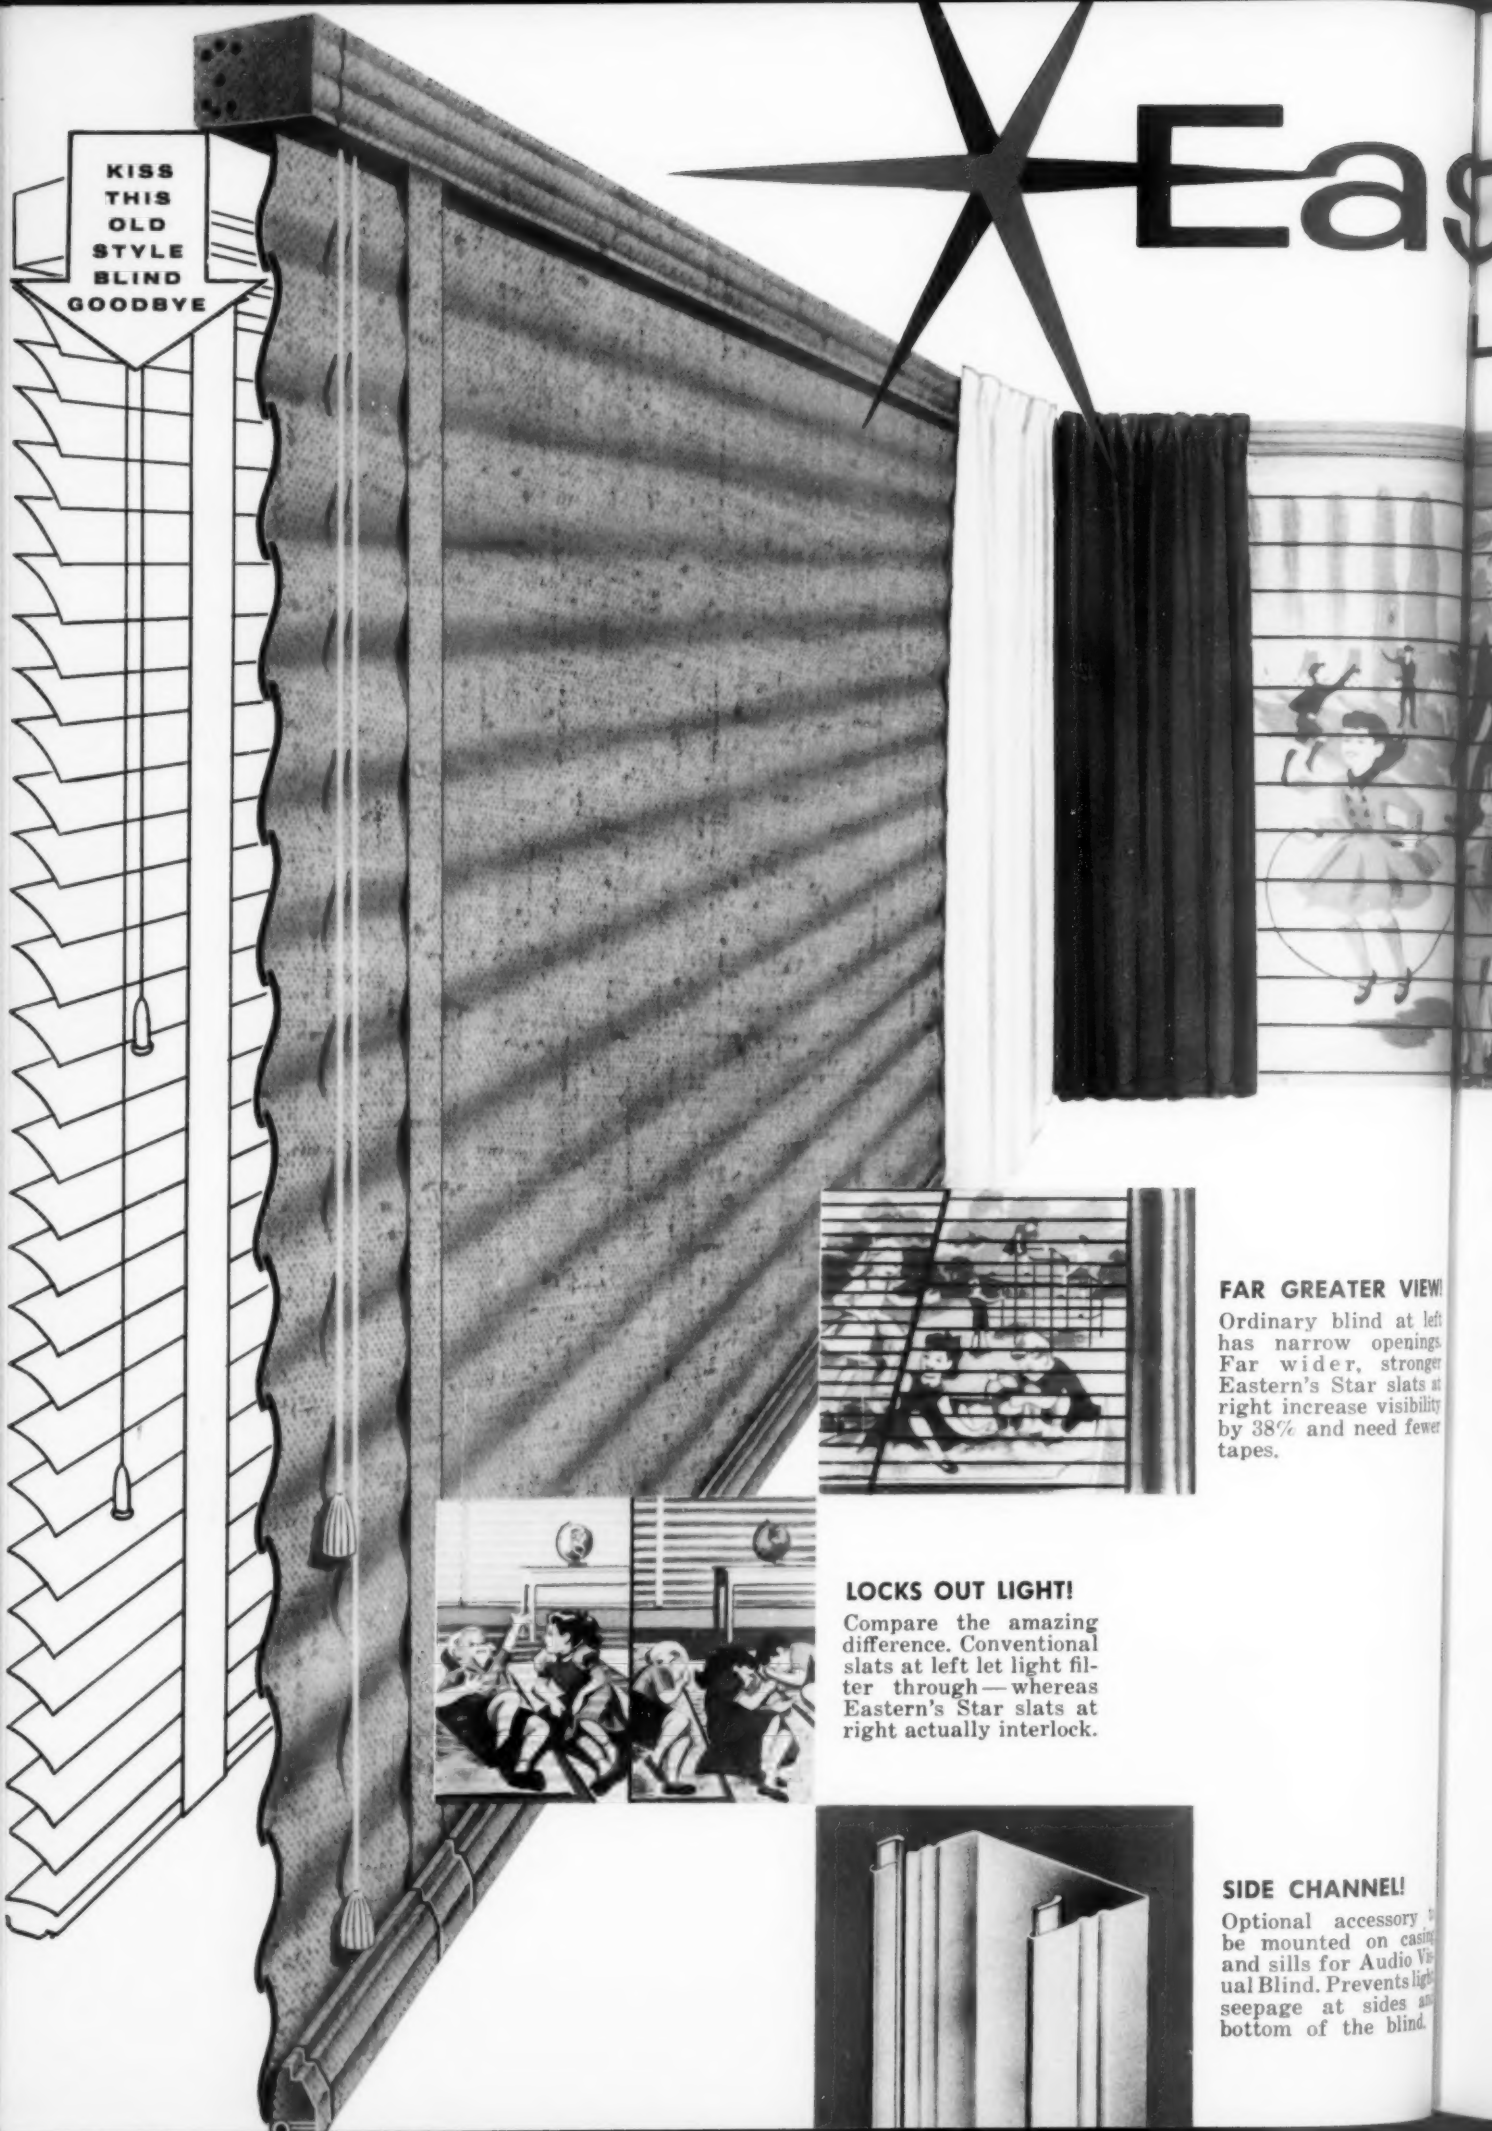 KISS
THIS
OLD
STYLE
BLIND
GOODBYE
Eas
FAR GREATER VIEW!
Ordinary blind at left
has narrow openings.
Far wider, stronger
Eastern's Star slats at
right increase visibility
by 38% and need fewer
tapes.
LOCKS OUT LIGHT!
Compare the amazing
difference. Conventional
slats at left let light fil-
ter through—whereas
Eastern's Star slats at
right actually interlock.
SIDE CHANNEL!
Optional accessory
be mounted on casing
and sills for Audio Vis-
ual Blind. Prevents light
seepage at sides and
bottom of the blind.